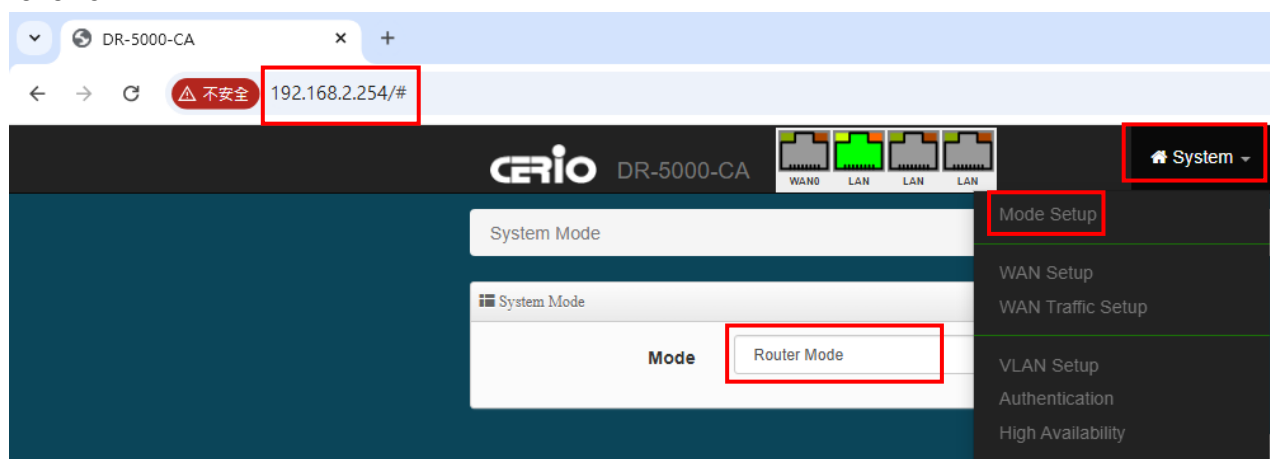 DR-5000-CA
不安全 192.168.2.254/#
CERIO DR-5000-CA
WAN0 LAN LAN LAN
System
Mode Setup
System Mode
WAN Setup
System Mode
WAN Traffic Setup
Mode Router Mode
VLAN Setup
Authentication
High Availability